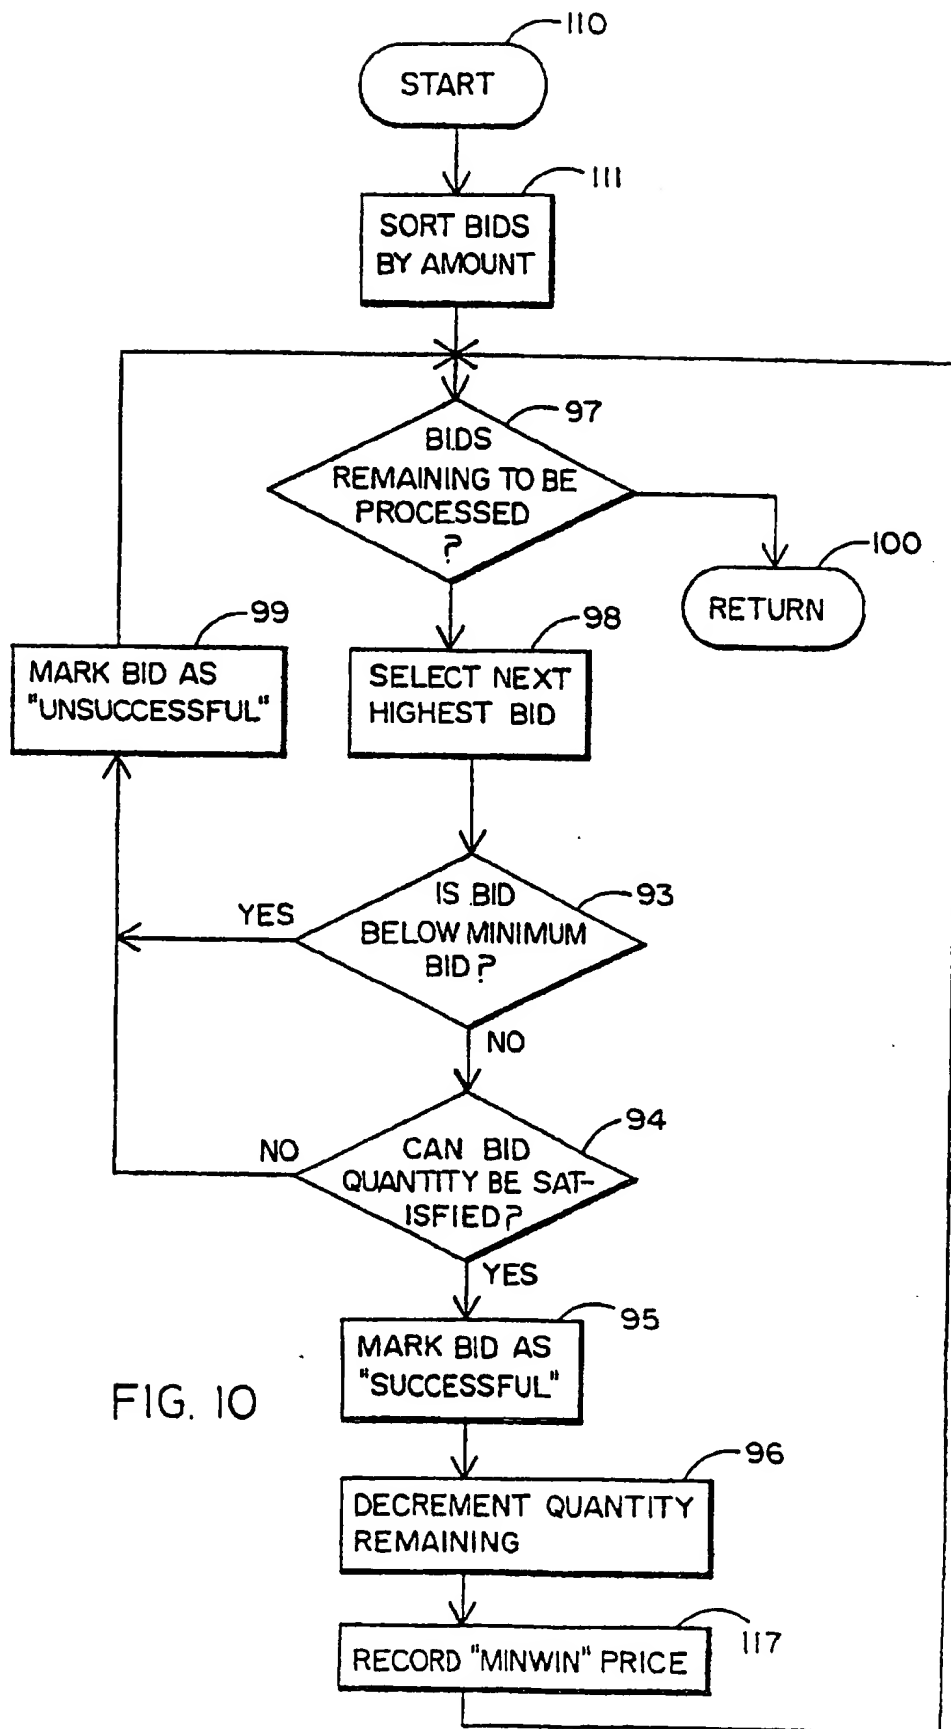 110
START
111
SORT BIDS
BY AMOUNT
97
BIDS
REMAINING TO BE
PROCESSED
?
100
RETURN
99
MARK BID AS
"UNSUCCESSFUL"
98
SELECT NEXT
HIGHEST BID
93
IS BID
BELOW MINIMUM
BID?
YES
NO
94
CAN BID
QUANTITY BE SAT-
ISFIED?
NO
YES
95
MARK BID AS
"SUCCESSFUL"
FIG. 10
96
DECREMENT QUANTITY
REMAINING
117
RECORD "MINWIN" PRICE